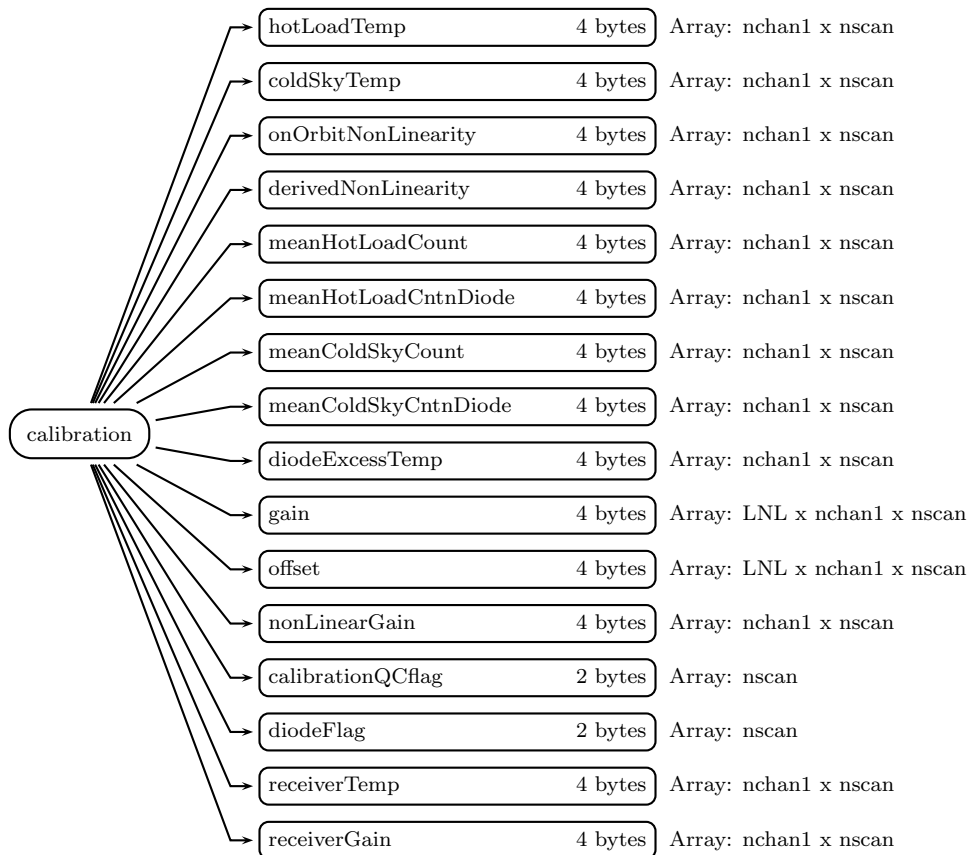 hotLoadTemp 4 bytes Array: nchan1 x nscan
coldSkyTemp 4 bytes Array: nchan1 x nscan
onOrbitNonLinearity 4 bytes Array: nchan1 x nscan
derivedNonLinearity 4 bytes Array: nchan1 x nscan
meanHotLoadCount 4 bytes Array: nchan1 x nscan
meanHotLoadCntnDiode 4 bytes Array: nchan1 x nscan
meanColdSkyCount 4 bytes Array: nchan1 x nscan
meanColdSkyCntnDiode 4 bytes Array: nchan1 x nscan
calibration
diodeExcessTemp 4 bytes Array: nchan1 x nscan
gain 4 bytes Array: LNL x nchan1 x nscan
offset 4 bytes Array: LNL x nchan1 x nscan
nonLinearGain 4 bytes Array: nchan1 x nscan
calibrationQCflag 2 bytes Array: nscan
diodeFlag 2 bytes Array: nscan
receiverTemp 4 bytes Array: nchan1 x nscan
receiverGain 4 bytes Array: nchan1 x nscan